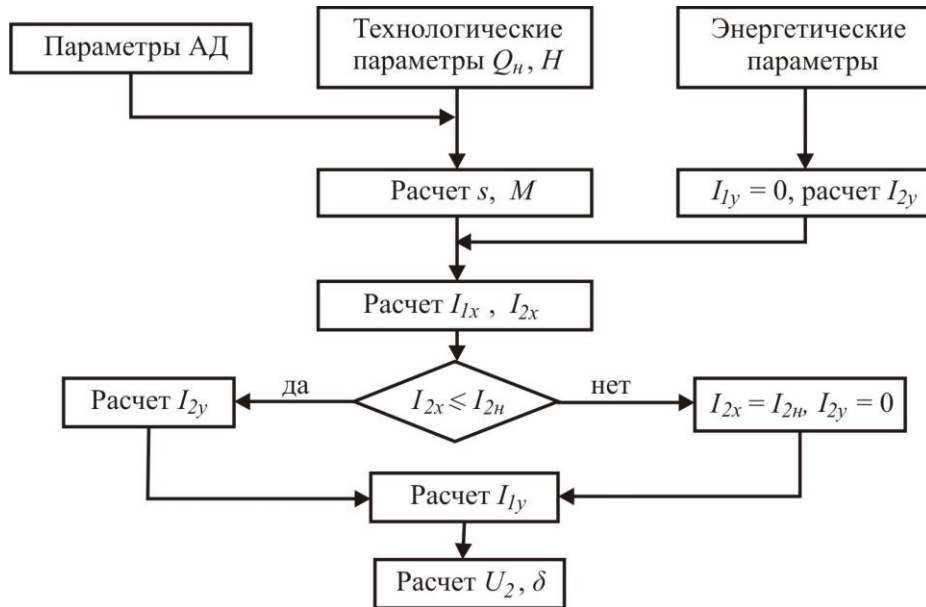 Параметры АД
Технологические
параметры Qн, H
Энергетические
параметры
Расчет s, M
I1y = 0, расчет I2y
Расчет I1x , I2x
да
I2x ⩽ I2н
нет
Расчет I2y
I2x = I2н, I2y = 0
Расчет I1y
Расчет U2, δ